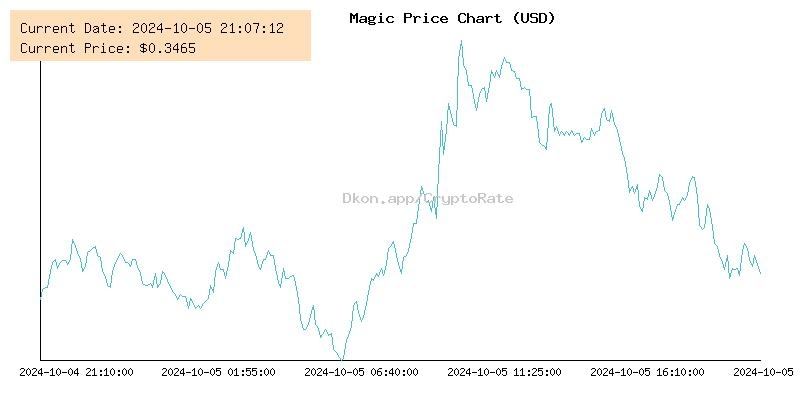 Magic Price Chart (USD)
Current Date: 2024-10-05 21:07:12
Current Price: $0.3465
Dkon.app/CryptoRate
2024-10-04 21:10:00 2024-10-05 01:55:00 2024-10-05 06:40:00 2024-10-05 11:25:00 2024-10-05 16:10:00 2024-10-05